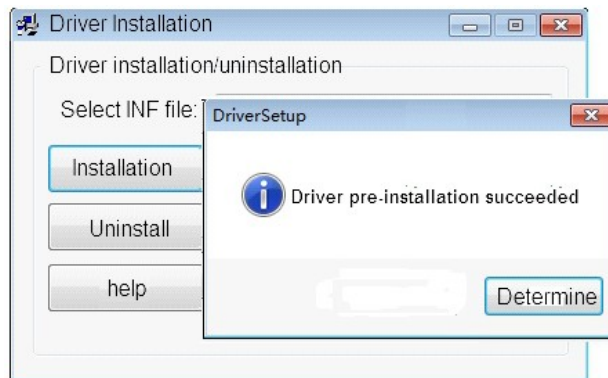 Driver Installation
Driver installation/uninstallation
Select INF file:
Installation
Uninstall
help
DriverSetup
Driver pre-installation succeeded
Determine